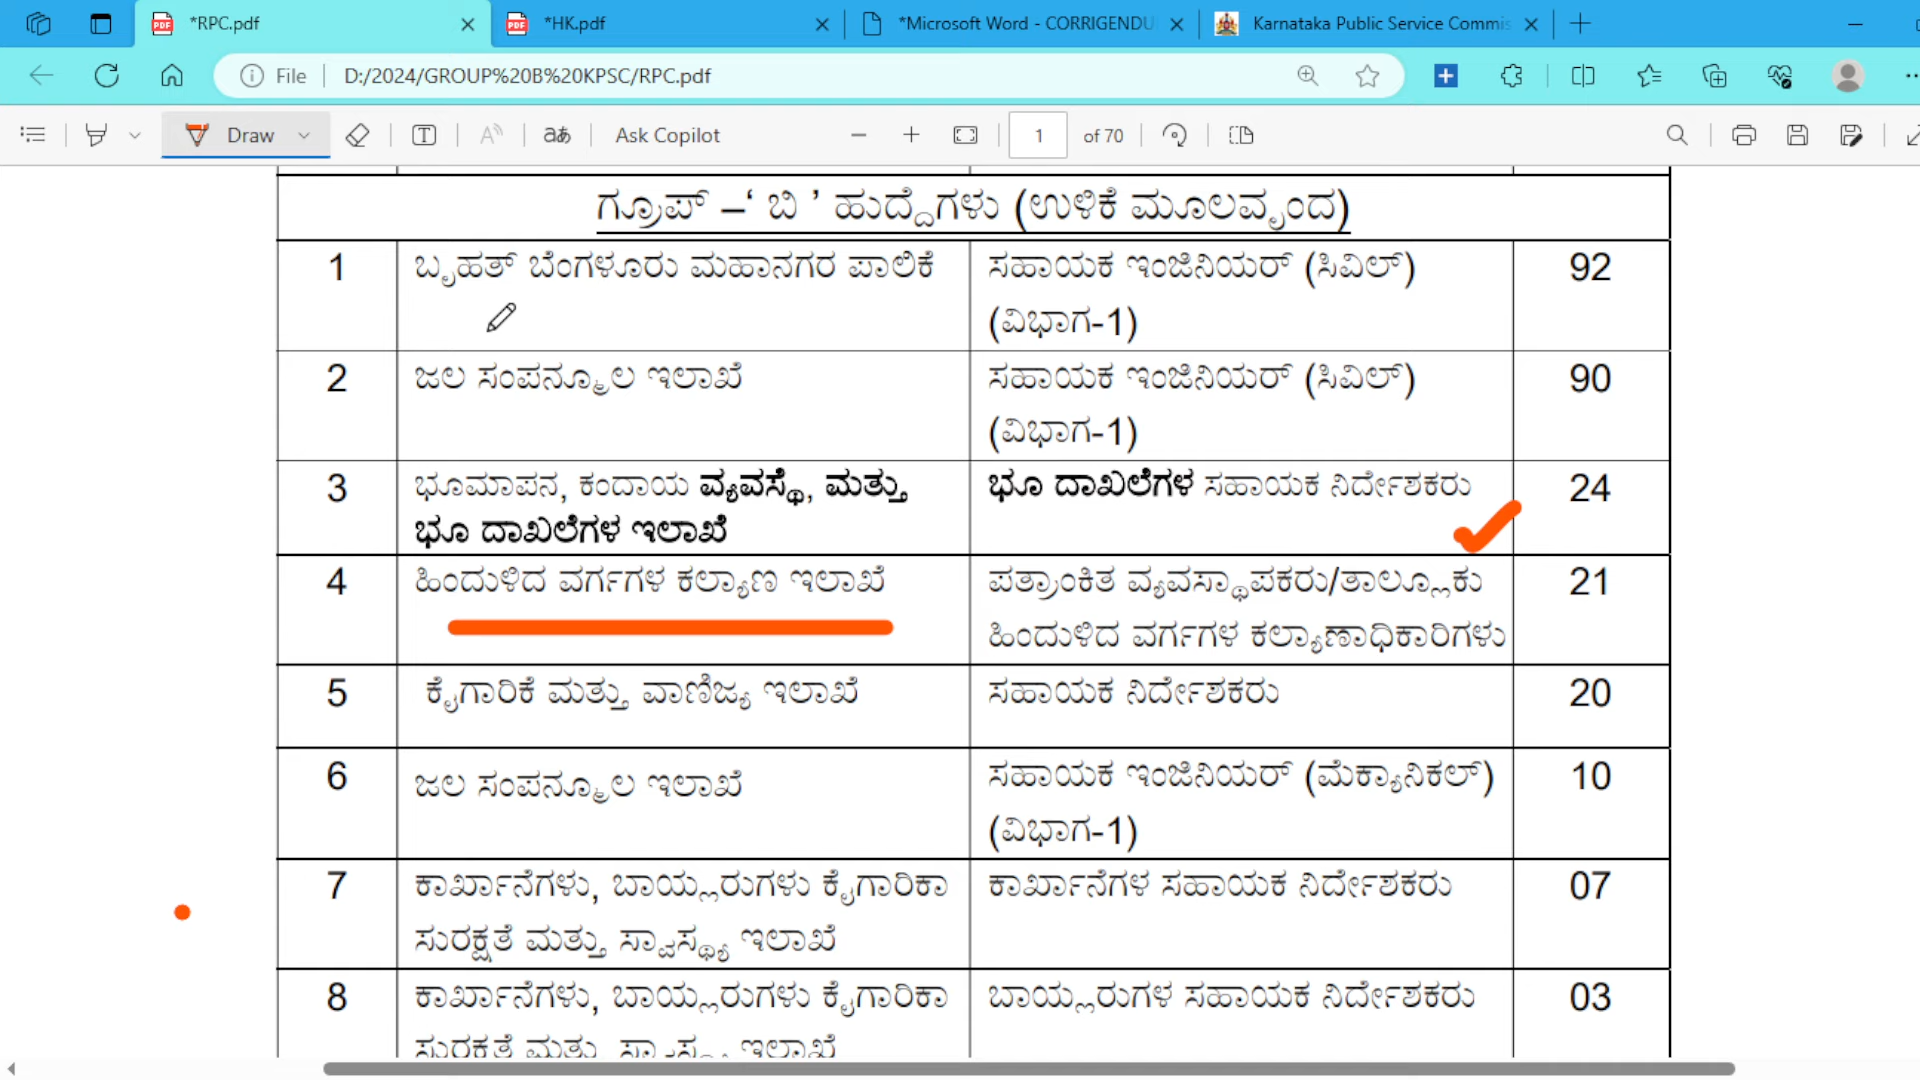 *RPC.pdf
*HK.pdf
*Microsoft Word - CORRIGENDU
Karnataka Public Service Commis
File
D:/2024/GROUP%20B%20KPSC/RPC.pdf
Draw
Ask Copilot
1
of 70
ಗ್ರೂಪ್ –‘ ಬಿ ’ ಹುದ್ದೆಗಳು (ಉಳಿಕೆ ಮೂಲವೃಂದ)
1
ಬೃಹತ್ ಬೆಂಗಳೂರು ಮಹಾನಗರ ಪಾಲಿಕೆ
ಸಹಾಯಕ ಇಂಜಿನಿಯರ್ (ಸಿವಿಲ್)
(ವಿಭಾಗ-1)
92
2
ಜಲ ಸಂಪನ್ಮೂಲ ಇಲಾಖೆ
ಸಹಾಯಕ ಇಂಜಿನಿಯರ್ (ಸಿವಿಲ್)
(ವಿಭಾಗ-1)
90
3
ಭೂಮಾಪನ, ಕಂದಾಯ ವ್ಯವಸ್ಥೆ, ಮತ್ತು
ಭೂ ದಾಖಲೆಗಳ ಇಲಾಖೆ
ಭೂ ದಾಖಲೆಗಳ ಸಹಾಯಕ ನಿರ್ದೇಶಕರು
24
4
ಹಿಂದುಳಿದ ವರ್ಗಗಳ ಕಲ್ಯಾಣ ಇಲಾಖೆ
ಪತ್ರಾಂಕಿತ ವ್ಯವಸ್ಥಾಪಕರು/ತಾಲ್ಲೂಕು
ಹಿಂದುಳಿದ ವರ್ಗಗಳ ಕಲ್ಯಾಣಾಧಿಕಾರಿಗಳು
21
5
ಕೈಗಾರಿಕೆ ಮತ್ತು ವಾಣಿಜ್ಯ ಇಲಾಖೆ
ಸಹಾಯಕ ನಿರ್ದೇಶಕರು
20
6
ಜಲ ಸಂಪನ್ಮೂಲ ಇಲಾಖೆ
ಸಹಾಯಕ ಇಂಜಿನಿಯರ್ (ಮೆಕ್ಯಾನಿಕಲ್)
(ವಿಭಾಗ-1)
10
7
ಕಾರ್ಖಾನೆಗಳು, ಬಾಯ್ಲರುಗಳು ಕೈಗಾರಿಕಾ
ಸುರಕ್ಷತೆ ಮತ್ತು ಸ್ವಾಸ್ಥ್ಯ ಇಲಾಖೆ
ಕಾರ್ಖಾನೆಗಳ ಸಹಾಯಕ ನಿರ್ದೇಶಕರು
07
8
ಕಾರ್ಖಾನೆಗಳು, ಬಾಯ್ಲರುಗಳು ಕೈಗಾರಿಕಾ
ಸುರಕ್ಷತೆ ಮತ್ತು ಸ್ವಾಸ್ಥ್ಯ ಇಲಾಖೆ
ಬಾಯ್ಲರುಗಳ ಸಹಾಯಕ ನಿರ್ದೇಶಕರು
03